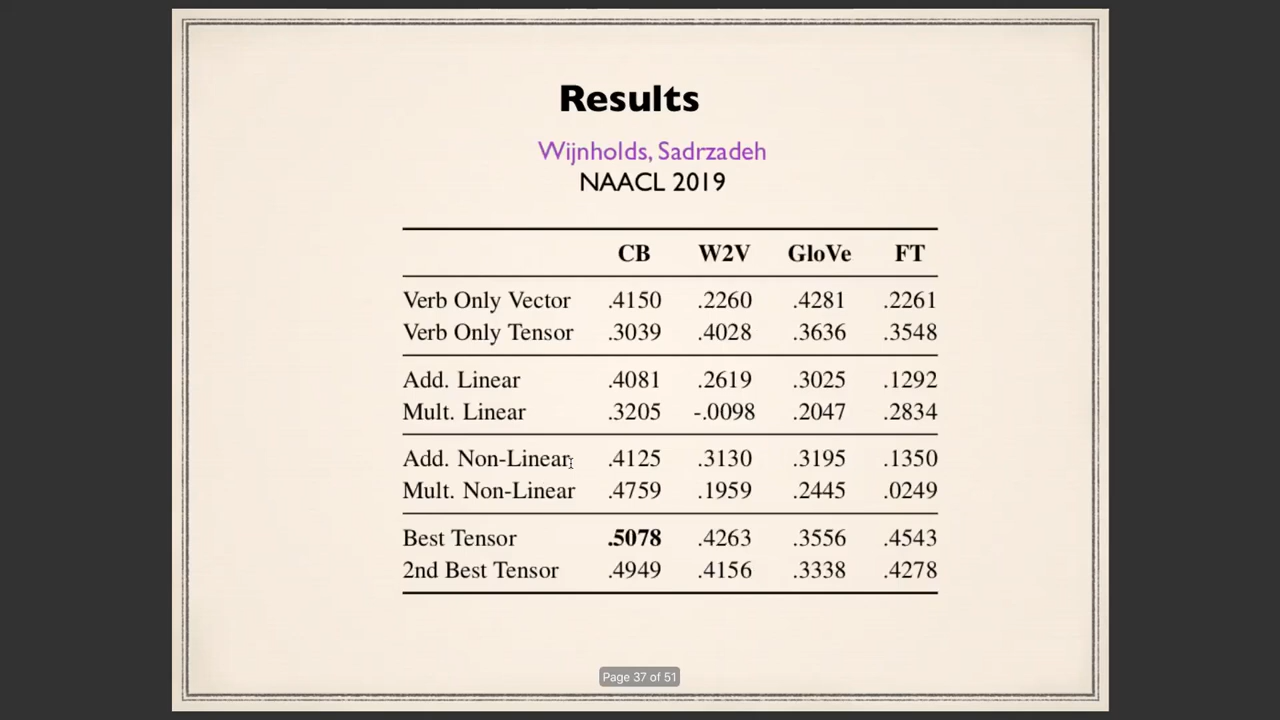 Results
Wijnholds, Sadrzadeh
NAACL 2019
CB W2V GloVe FT
Verb Only Vector .4150 .2260 .4281 .2261
Verb Only Tensor .3039 .4028 .3636 .3548
Add. Linear .4081 .2619 .3025 .1292
Mult. Linear .3205 -.0098 .2047 .2834
Add. Non-Linear .4125 .3130 .3195 .1350
Mult. Non-Linear .4759 .1959 .2445 .0249
Best Tensor .5078 .4263 .3556 .4543
2nd Best Tensor .4949 .4156 .3338 .4278
Page 37 of 51